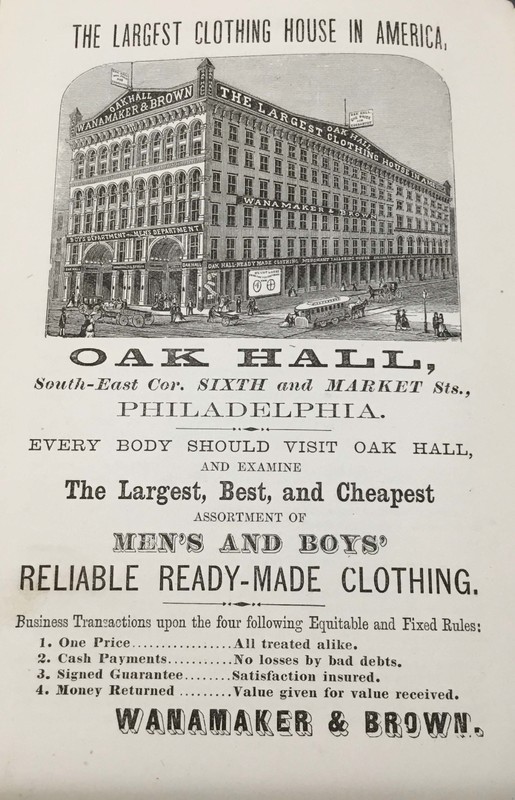 THE LARGEST CLOTHING HOUSE IN AMERICA,
OAK HALL
WANAMAKER & BROWN
OAK HALL
THE LARGEST CLOTHING HOUSE IN AMERICA
WANAMAKER & BROWN
BOYS DEPARTMENT
MEN'S DEPARTMENT
OAK HALL-READY MADE CLOTHING
OAK HALL,
South-East Cor. SIXTH and MARKET Sts.,
PHILADELPHIA.
EVERY BODY SHOULD VISIT OAK HALL,
AND EXAMINE
The Largest, Best, and Cheapest
ASSORTMENT OF
MEN'S AND BOYS'
RELIABLE READY-MADE CLOTHING.
Business Transactions upon the four following Equitable and Fixed Rules:
1. One Price................All treated alike.
2. Cash Payments..........No losses by bad debts.
3. Signed Guarantee.......Satisfaction insured.
4. Money Returned .........Value given for value received.
WANAMAKER & BROWN.